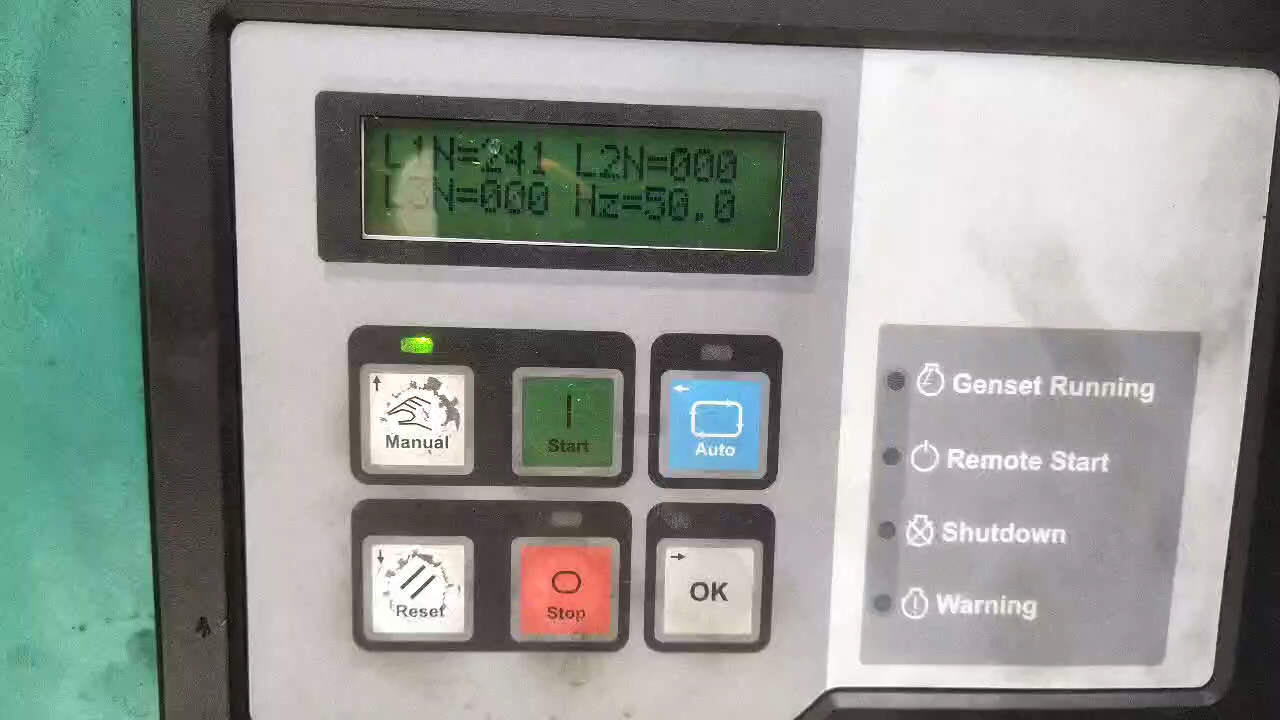 L1N=241 L2N=000
L3N=000 Hz=50.0
Manual
Start
Auto
Reset
Stop
OK
Genset Running
Remote Start
Shutdown
Warning